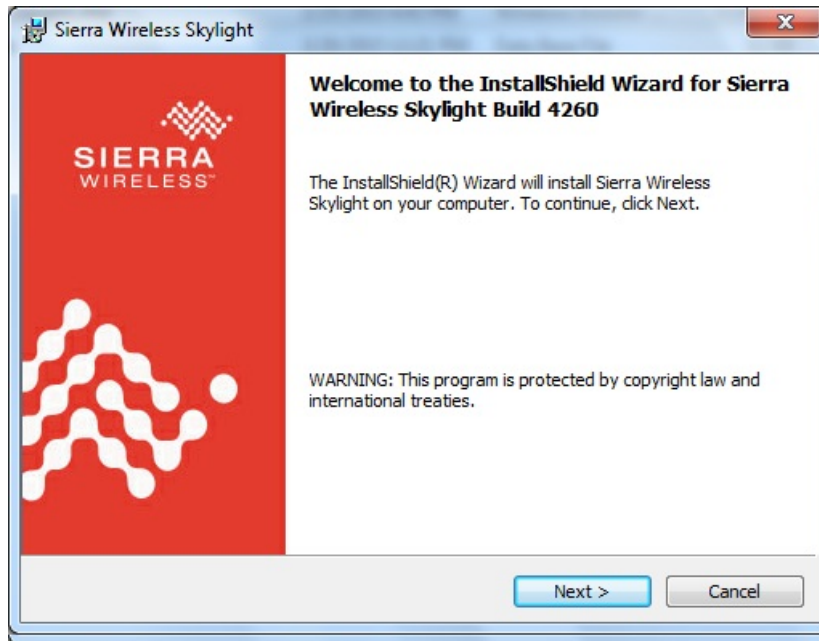 Sierra Wireless Skylight
SIERRA
WIRELESS™
Welcome to the InstallShield Wizard for Sierra
Wireless Skylight Build 4260
The InstallShield(R) Wizard will install Sierra Wireless
Skylight on your computer. To continue, click Next.
WARNING: This program is protected by copyright law and
international treaties.
Next >
Cancel